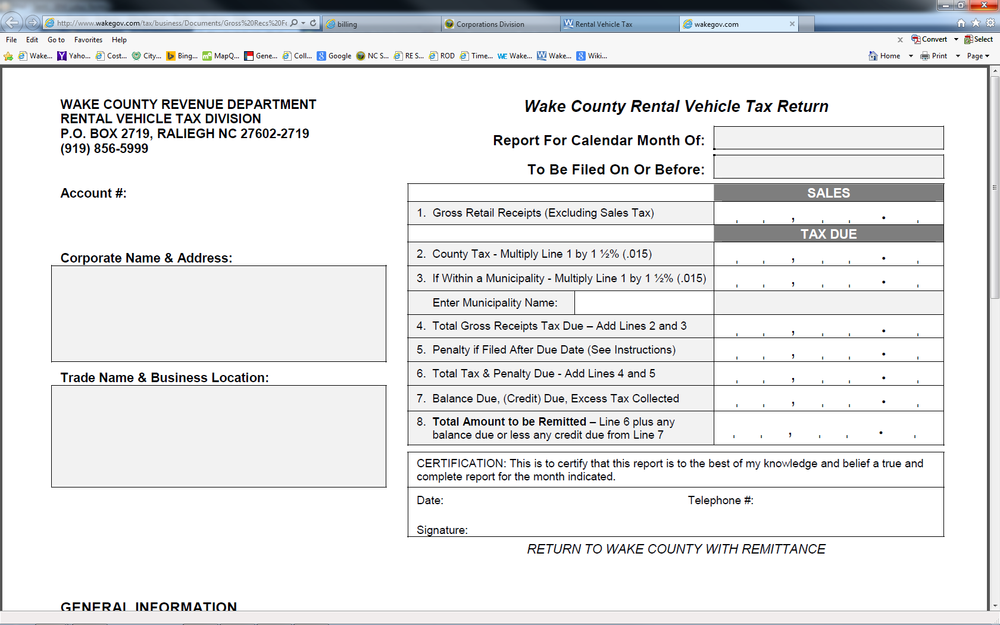 http://www.wakegov.com/tax/business/Documents/Gross%20Recs%20Fo
billing
Corporations Division
Rental Vehicle Tax
wakegov.com
File Edit Go to Favorites Help
Convert Select
Wake... Yaho... Cost... City... Bing... MapQ... Gene... Coll... Google NC S... RE S... ROD Time... Wake... Wake... Wiki...
Home Print Page
WAKE COUNTY REVENUE DEPARTMENT
RENTAL VEHICLE TAX DIVISION
P.O. BOX 2719, RALIEGH NC 27602-2719
(919) 856-5999
Account #:
Corporate Name & Address:
Trade Name & Business Location:
Wake County Rental Vehicle Tax Return
Report For Calendar Month Of:
To Be Filed On Or Before:
SALES
1. Gross Retail Receipts (Excluding Sales Tax)
TAX DUE
2. County Tax - Multiply Line 1 by 1 ½% (.015)
3. If Within a Municipality - Multiply Line 1 by 1 ½% (.015)
Enter Municipality Name:
4. Total Gross Receipts Tax Due – Add Lines 2 and 3
5. Penalty if Filed After Due Date (See Instructions)
6. Total Tax & Penalty Due - Add Lines 4 and 5
7. Balance Due, (Credit) Due, Excess Tax Collected
8. Total Amount to be Remitted – Line 6 plus any
balance due or less any credit due from Line 7
CERTIFICATION: This is to certify that this report is to the best of my knowledge and belief a true and
complete report for the month indicated.
Date: Telephone #:
Signature:
RETURN TO WAKE COUNTY WITH REMITTANCE
GENERAL INFORMATION